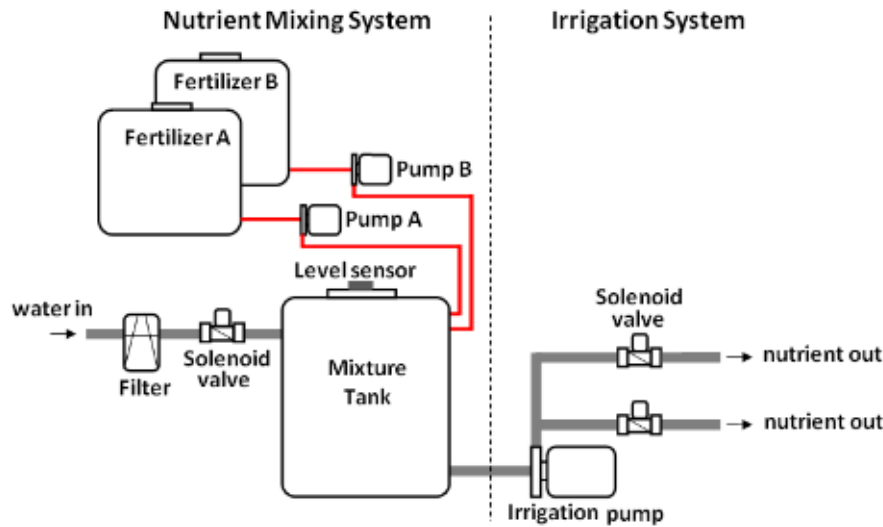 Nutrient Mixing System
Irrigation System
Fertilizer B
Fertilizer A
Pump B
Pump A
Level sensor
water in
Solenoid
valve
Filter
Mixture
Tank
Solenoid
valve
nutrient out
nutrient out
Irrigation pump